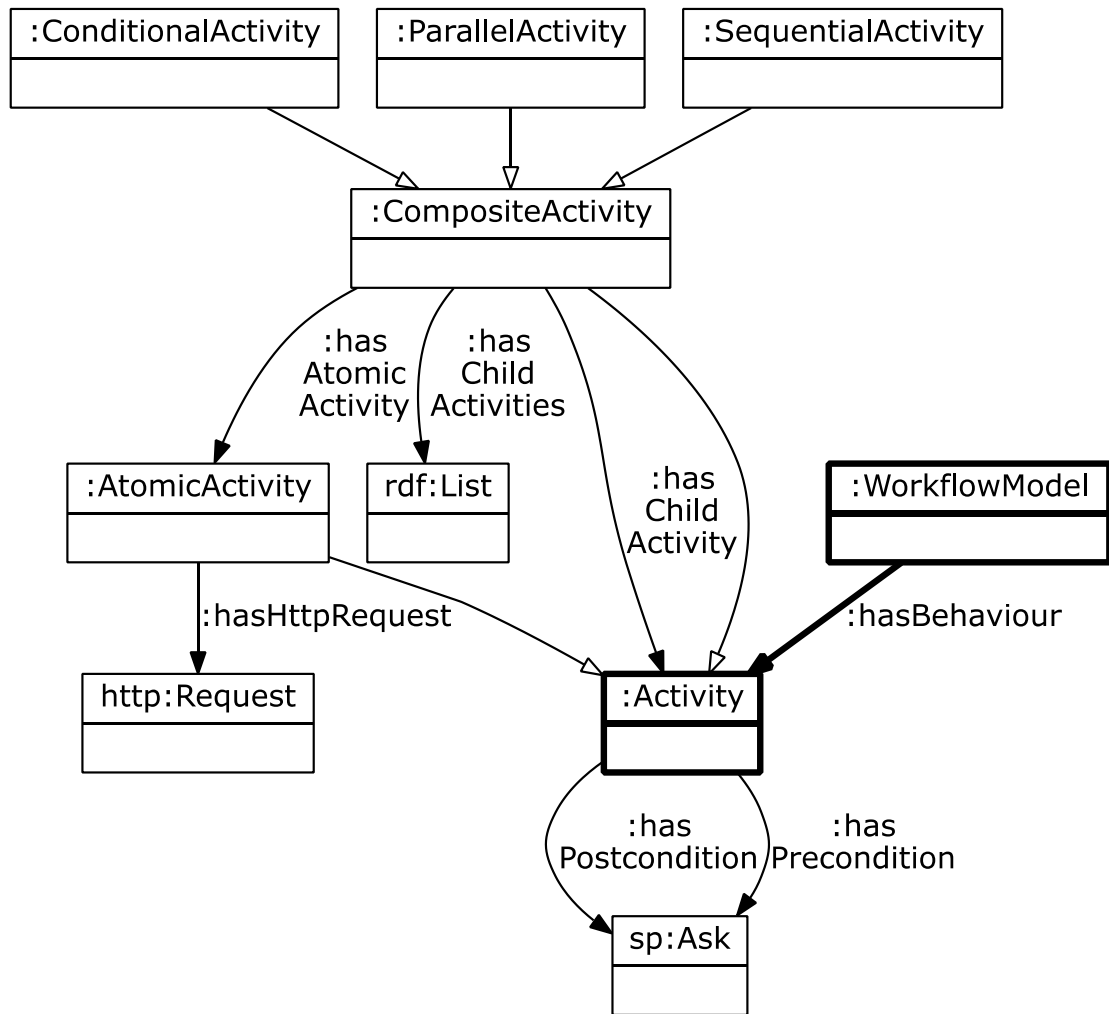 :ConditionalActivity
:ParallelActivity
:SequentialActivity
:CompositeActivity
:has
Atomic
Activity
:has
Child
Activities
:AtomicActivity
rdf:List
:has
Child
Activity
:WorkflowModel
:hasHttpRequest
:hasBehaviour
http:Request
:Activity
:has
Postcondition
:has
Precondition
sp:Ask